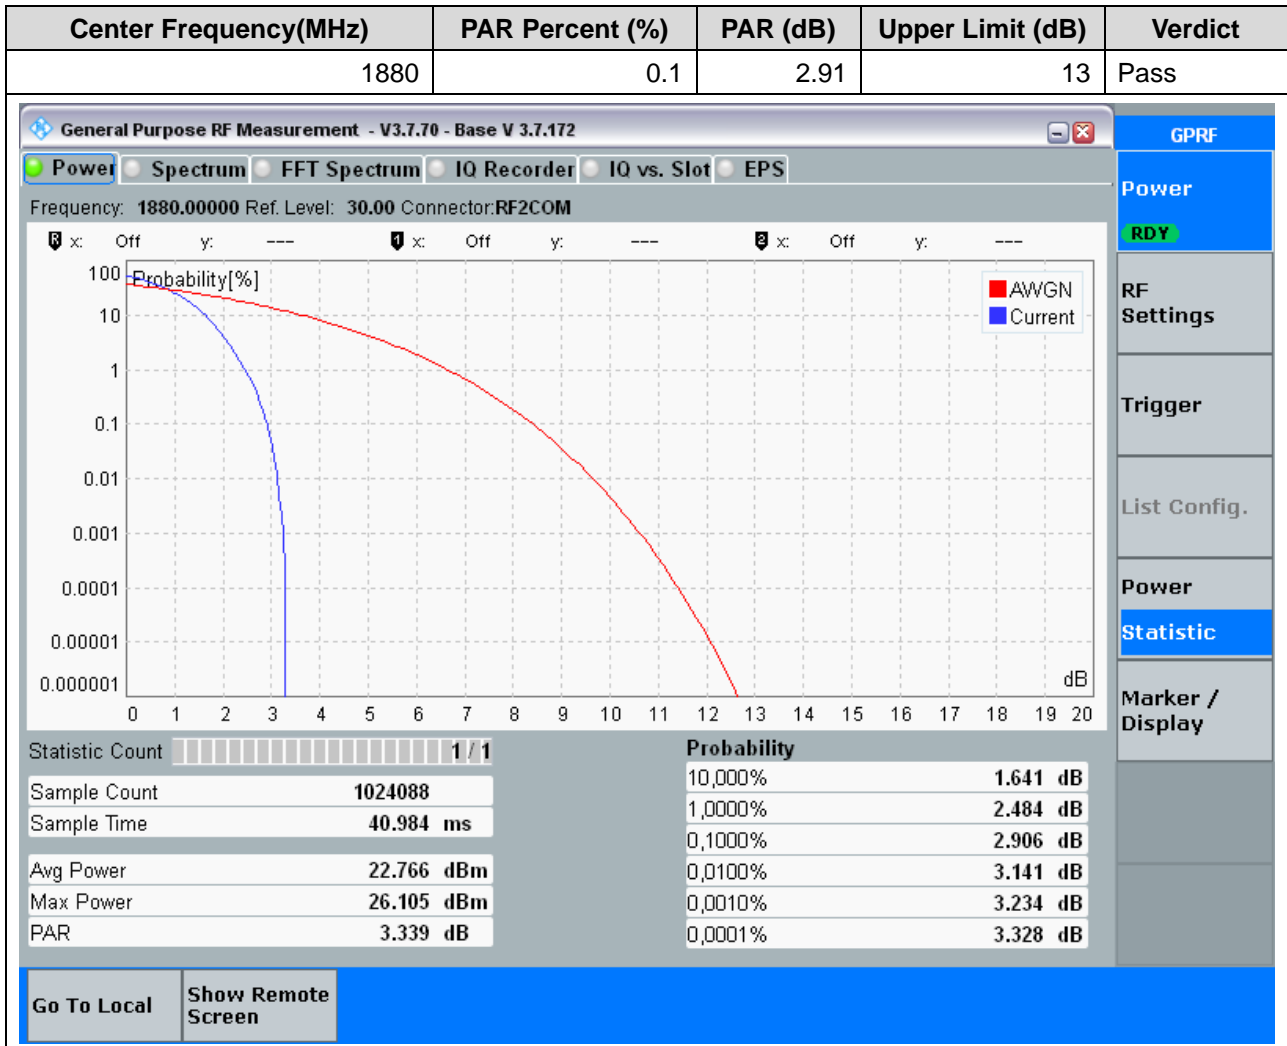 Center Frequency(MHz) PAR Percent (%) PAR (dB) Upper Limit (dB) Verdict
1880 0.1 2.91 13 Pass
General Purpose RF Measurement - V3.7.70 - Base V 3.7.172
GPRF
Power Spectrum FFT Spectrum IQ Recorder IQ vs. Slot EPS
Power
RDY
Frequency: 1880.00000 Ref. Level: 30.00 Connector:RF2COM
R x: Off y: --- 1 x: Off y: --- 2 x: Off y: ---
Probability[%]
100
10
1
0.1
0.01
0.001
0.0001
0.00001
0.000001
AWGN
Current
dB
0 1 2 3 4 5 6 7 8 9 10 11 12 13 14 15 16 17 18 19 20
RF
Settings
Trigger
List Config.
Power
Statistic
Marker /
Display
Statistic Count 1 / 1
Sample Count 1024088
Sample Time 40.984 ms
Avg Power 22.766 dBm
Max Power 26.105 dBm
PAR 3.339 dB
Probability
10,000% 1.641 dB
1,0000% 2.484 dB
0,1000% 2.906 dB
0,0100% 3.141 dB
0,0010% 3.234 dB
0,0001% 3.328 dB
Go To Local
Show Remote
Screen